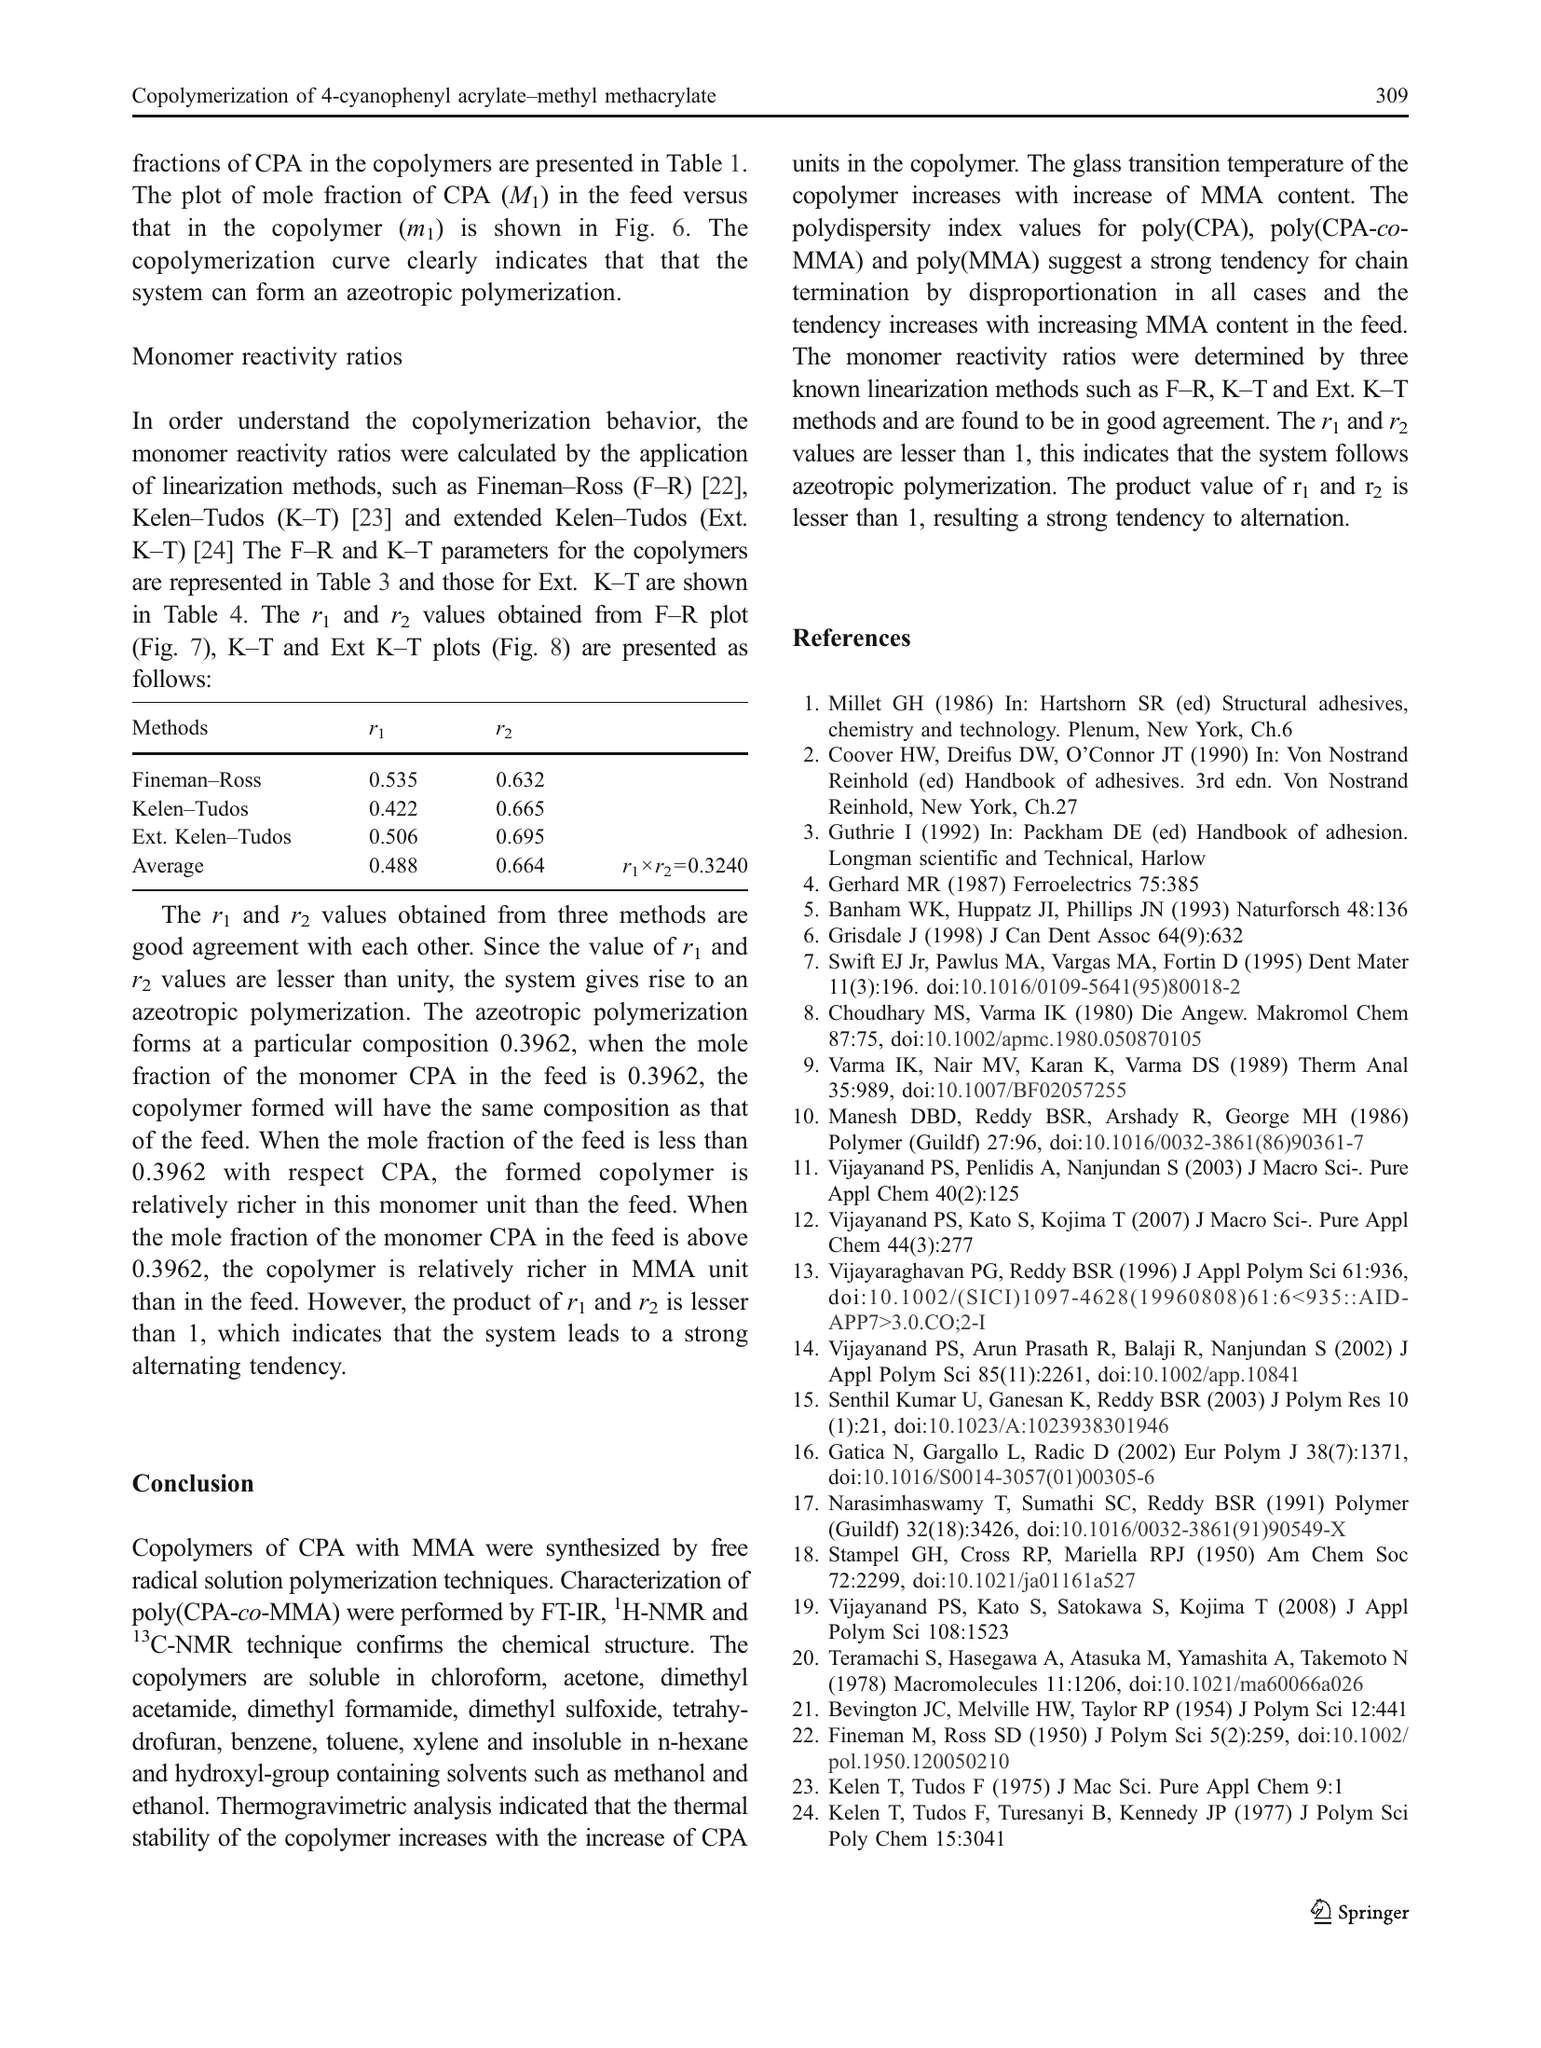 Copolymerization of 4-cyanophenyl acrylate–methyl methacrylate 309
fractions of CPA in the copolymers are presented in Table 1.
The plot of mole fraction of CPA (M1) in the feed versus
that in the copolymer (m1) is shown in Fig. 6. The
copolymerization curve clearly indicates that that the
system can form an azeotropic polymerization.
Monomer reactivity ratios
In order understand the copolymerization behavior, the
monomer reactivity ratios were calculated by the application
of linearization methods, such as Fineman–Ross (F–R) [22],
Kelen–Tudos (K–T) [23] and extended Kelen–Tudos (Ext.
K–T) [24] The F–R and K–T parameters for the copolymers
are represented in Table 3 and those for Ext. K–T are shown
in Table 4. The r1 and r2 values obtained from F–R plot
(Fig. 7), K–T and Ext K–T plots (Fig. 8) are presented as
follows:
Methods r1 r2
Fineman–Ross 0.535 0.632
Kelen–Tudos 0.422 0.665
Ext. Kelen–Tudos 0.506 0.695
Average 0.488 0.664 r1×r2=0.3240
The r1 and r2 values obtained from three methods are
good agreement with each other. Since the value of r1 and
r2 values are lesser than unity, the system gives rise to an
azeotropic polymerization. The azeotropic polymerization
forms at a particular composition 0.3962, when the mole
fraction of the monomer CPA in the feed is 0.3962, the
copolymer formed will have the same composition as that
of the feed. When the mole fraction of the feed is less than
0.3962 with respect CPA, the formed copolymer is
relatively richer in this monomer unit than the feed. When
the mole fraction of the monomer CPA in the feed is above
0.3962, the copolymer is relatively richer in MMA unit
than in the feed. However, the product of r1 and r2 is lesser
than 1, which indicates that the system leads to a strong
alternating tendency.
Conclusion
Copolymers of CPA with MMA were synthesized by free
radical solution polymerization techniques. Characterization of
poly(CPA-co-MMA) were performed by FT-IR, 1H-NMR and
13C-NMR technique confirms the chemical structure. The
copolymers are soluble in chloroform, acetone, dimethyl
acetamide, dimethyl formamide, dimethyl sulfoxide, tetrahy-
drofuran, benzene, toluene, xylene and insoluble in n-hexane
and hydroxyl-group containing solvents such as methanol and
ethanol. Thermogravimetric analysis indicated that the thermal
stability of the copolymer increases with the increase of CPA
units in the copolymer. The glass transition temperature of the
copolymer increases with increase of MMA content. The
polydispersity index values for poly(CPA), poly(CPA-co-
MMA) and poly(MMA) suggest a strong tendency for chain
termination by disproportionation in all cases and the
tendency increases with increasing MMA content in the feed.
The monomer reactivity ratios were determined by three
known linearization methods such as F–R, K–T and Ext. K–T
methods and are found to be in good agreement. The r1 and r2
values are lesser than 1, this indicates that the system follows
azeotropic polymerization. The product value of r1 and r2 is
lesser than 1, resulting a strong tendency to alternation.
References
1. Millet GH (1986) In: Hartshorn SR (ed) Structural adhesives,
chemistry and technology. Plenum, New York, Ch.6
2. Coover HW, Dreifus DW, O’Connor JT (1990) In: Von Nostrand
Reinhold (ed) Handbook of adhesives. 3rd edn. Von Nostrand
Reinhold, New York, Ch.27
3. Guthrie I (1992) In: Packham DE (ed) Handbook of adhesion.
Longman scientific and Technical, Harlow
4. Gerhard MR (1987) Ferroelectrics 75:385
5. Banham WK, Huppatz JI, Phillips JN (1993) Naturforsch 48:136
6. Grisdale J (1998) J Can Dent Assoc 64(9):632
7. Swift EJ Jr, Pawlus MA, Vargas MA, Fortin D (1995) Dent Mater
11(3):196. doi:10.1016/0109-5641(95)80018-2
8. Choudhary MS, Varma IK (1980) Die Angew. Makromol Chem
87:75, doi:10.1002/apmc.1980.050870105
9. Varma IK, Nair MV, Karan K, Varma DS (1989) Therm Anal
35:989, doi:10.1007/BF02057255
10. Manesh DBD, Reddy BSR, Arshady R, George MH (1986)
Polymer (Guildf) 27:96, doi:10.1016/0032-3861(86)90361-7
11. Vijayanand PS, Penlidis A, Nanjundan S (2003) J Macro Sci-. Pure
Appl Chem 40(2):125
12. Vijayanand PS, Kato S, Kojima T (2007) J Macro Sci-. Pure Appl
Chem 44(3):277
13. Vijayaraghavan PG, Reddy BSR (1996) J Appl Polym Sci 61:936,
doi:10.1002/(SICI)1097-4628(19960808)61:6<935::AID-
APP7>3.0.CO;2-I
14. Vijayanand PS, Arun Prasath R, Balaji R, Nanjundan S (2002) J
Appl Polym Sci 85(11):2261, doi:10.1002/app.10841
15. Senthil Kumar U, Ganesan K, Reddy BSR (2003) J Polym Res 10
(1):21, doi:10.1023/A:1023938301946
16. Gatica N, Gargallo L, Radic D (2002) Eur Polym J 38(7):1371,
doi:10.1016/S0014-3057(01)00305-6
17. Narasimhaswamy T, Sumathi SC, Reddy BSR (1991) Polymer
(Guildf) 32(18):3426, doi:10.1016/0032-3861(91)90549-X
18. Stampel GH, Cross RP, Mariella RPJ (1950) Am Chem Soc
72:2299, doi:10.1021/ja01161a527
19. Vijayanand PS, Kato S, Satokawa S, Kojima T (2008) J Appl
Polym Sci 108:1523
20. Teramachi S, Hasegawa A, Atasuka M, Yamashita A, Takemoto N
(1978) Macromolecules 11:1206, doi:10.1021/ma60066a026
21. Bevington JC, Melville HW, Taylor RP (1954) J Polym Sci 12:441
22. Fineman M, Ross SD (1950) J Polym Sci 5(2):259, doi:10.1002/
pol.1950.120050210
23. Kelen T, Tudos F (1975) J Mac Sci. Pure Appl Chem 9:1
24. Kelen T, Tudos F, Turesanyi B, Kennedy JP (1977) J Polym Sci
Poly Chem 15:3041
Springer